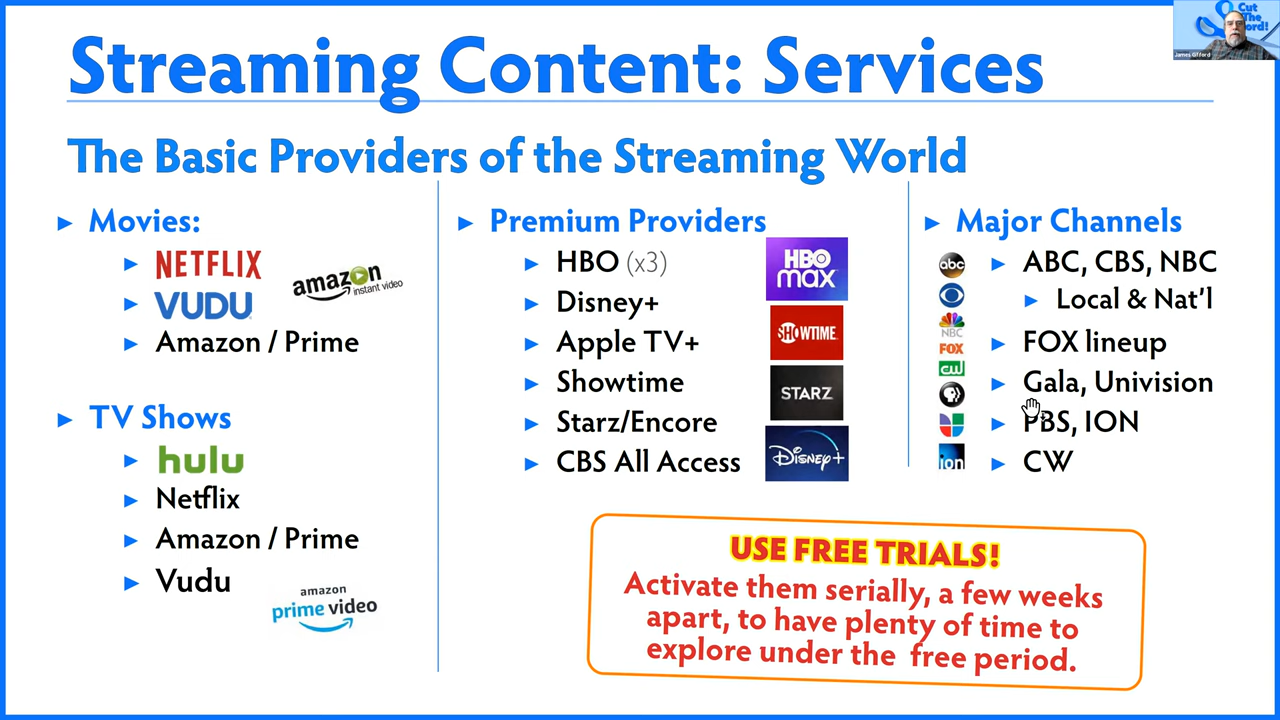 Streaming Content: Services
Cut
The
Cord!
James Gifford
The Basic Providers of the Streaming World
Movies:
NETFLIX
amazon
instant video
VUDU
Amazon / Prime
TV Shows
hulu
Netflix
Amazon / Prime
Vudu
amazon
prime video
Premium Providers
HBO (x3)
Disney+
Apple TV+
Showtime
Starz/Encore
CBS All Access
HBO
max
SHOWTIME
STARZ
Disney+
Major Channels
abc
NBC
FOX
CW
ion
ABC, CBS, NBC
Local & Nat'l
FOX lineup
Gala, Univision
PBS, ION
CW
USE FREE TRIALS!
Activate them serially, a few weeks
apart, to have plenty of time to
explore under the free period.